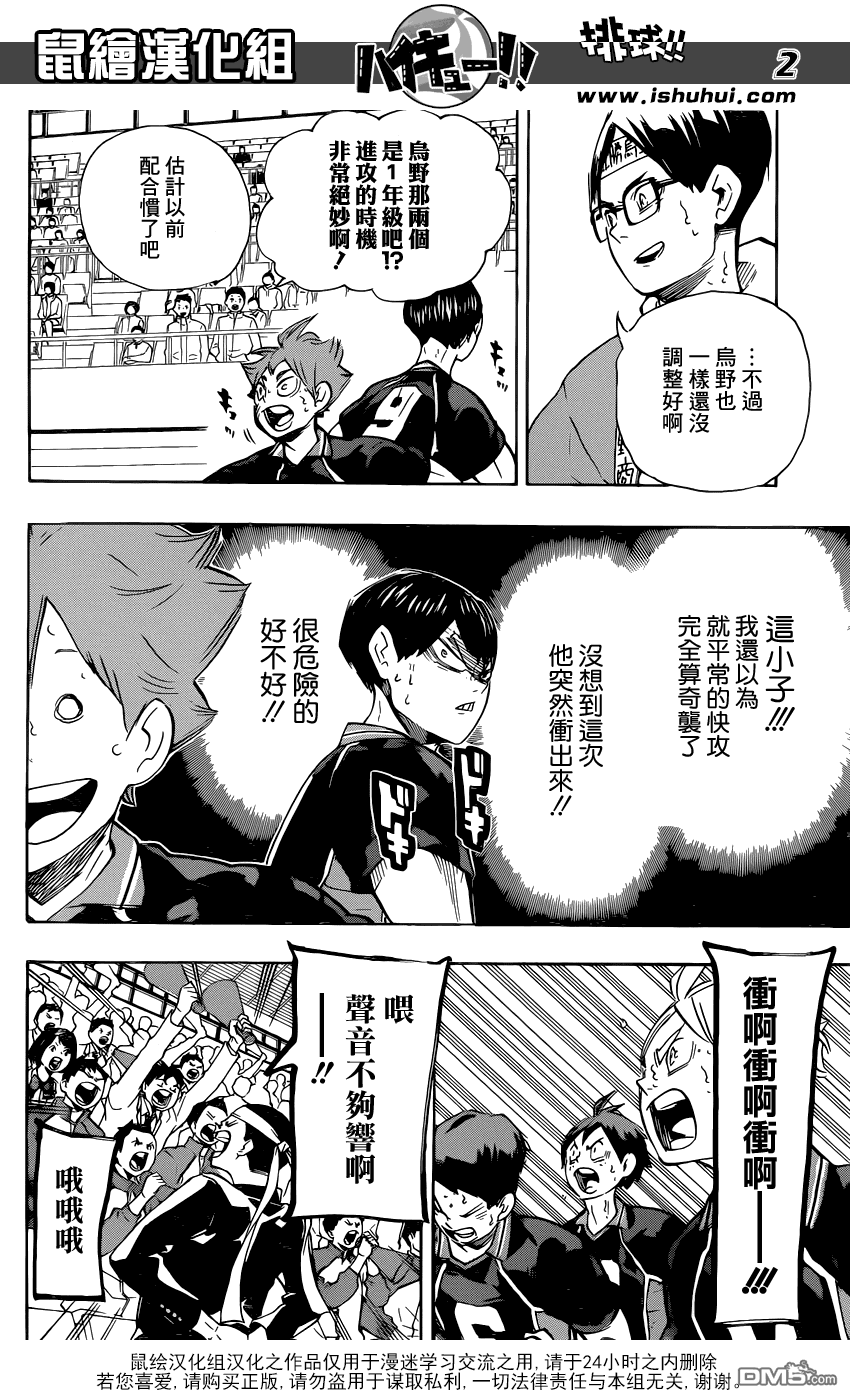 鼠繪漢化組
ハイキュー!!
排球!!
2
www.ishuhui.com
…不過
烏野也
一樣還沒
調整好啊
烏野那兩個
是1年級吧!?
進攻的時機
非常絕妙啊!
估計以前
配合慣了吧
9
這小子!!!
我還以為
就平常的快攻
完全算奇襲了
沒想到這次
他突然衝出來!!
很危險的
好不好!!
ドキ
ドキ
衝啊衝啊衝啊——!!!
喂
聲音不夠響啊
——!!
哦哦哦
鼠绘汉化组汉化之作品仅用于漫迷学习交流之用,请于24小时之内删除
若您喜爱,请购买正版,请勿用于谋取私利,一切法律责任与本组无关,谢谢。
DM5.com